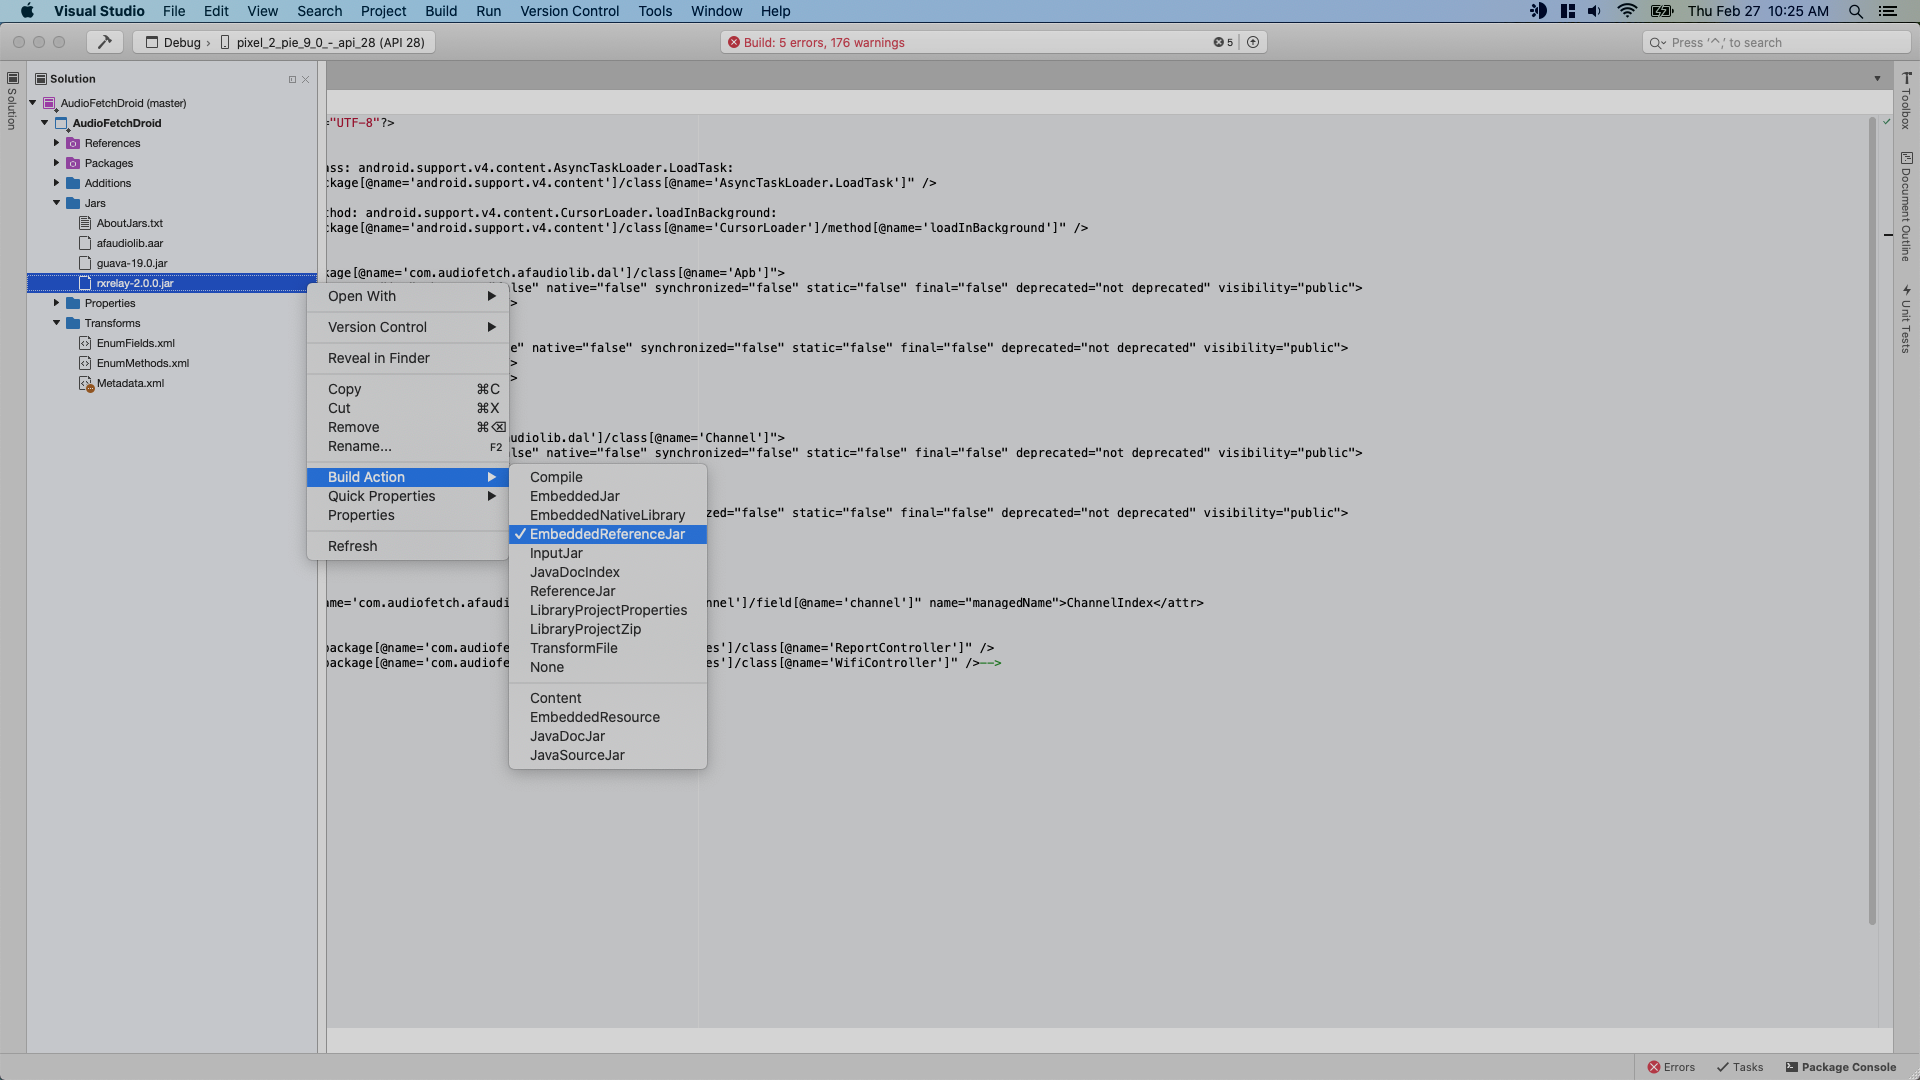 Visual Studio File Edit View Search Project Build Run Version Control Tools Window Help Thu Feb 27 10:25 AM
Debug › pixel_2_pie_9_0_-_api_28 (API 28) Build: 5 errors, 176 warnings 5 Press '^,' to search
Solution
Solution
AudioFetchDroid (master)
AudioFetchDroid
References
Packages
Additions
Jars
AboutJars.txt
afaudiolib.aar
guava-19.0.jar
rxrelay-2.0.0.jar
Properties
Transforms
EnumFields.xml
EnumMethods.xml
Metadata.xml
="UTF-8"?>
ass: android.support.v4.content.AsyncTaskLoader.LoadTask:
ckage[@name='android.support.v4.content']/class[@name='AsyncTaskLoader.LoadTask']" />
thod: android.support.v4.content.CursorLoader.loadInBackground:
ckage[@name='android.support.v4.content']/class[@name='CursorLoader']/method[@name='loadInBackground']" />
kage[@name='com.audiofetch.afaudiolib.dal']/class[@name='Apb']">
lse" native="false" synchronized="false" static="false" final="false" deprecated="not deprecated" visibility="public">
>
e" native="false" synchronized="false" static="false" final="false" deprecated="not deprecated" visibility="public">
>
>
udiolib.dal']/class[@name='Channel']">
lse" native="false" synchronized="false" static="false" final="false" deprecated="not deprecated" visibility="public">
zed="false" static="false" final="false" deprecated="not deprecated" visibility="public">
ame='com.audiofetch.afaudi nnel']/field[@name='channel']" name="managedName">ChannelIndex</attr>
package[@name='com.audiofe es']/class[@name='ReportController']" />
package[@name='com.audiofe es']/class[@name='WifiController']" />-->
Open With
Version Control
Reveal in Finder
Copy ⌘C
Cut ⌘X
Remove ⌘⌫
Rename... F2
Build Action
Quick Properties
Properties
Refresh
Compile
EmbeddedJar
EmbeddedNativeLibrary
✓ EmbeddedReferenceJar
InputJar
JavaDocIndex
ReferenceJar
LibraryProjectProperties
LibraryProjectZip
TransformFile
None
Content
EmbeddedResource
JavaDocJar
JavaSourceJar
Toolbox
Document Outline
Unit Tests
Errors Tasks Package Console